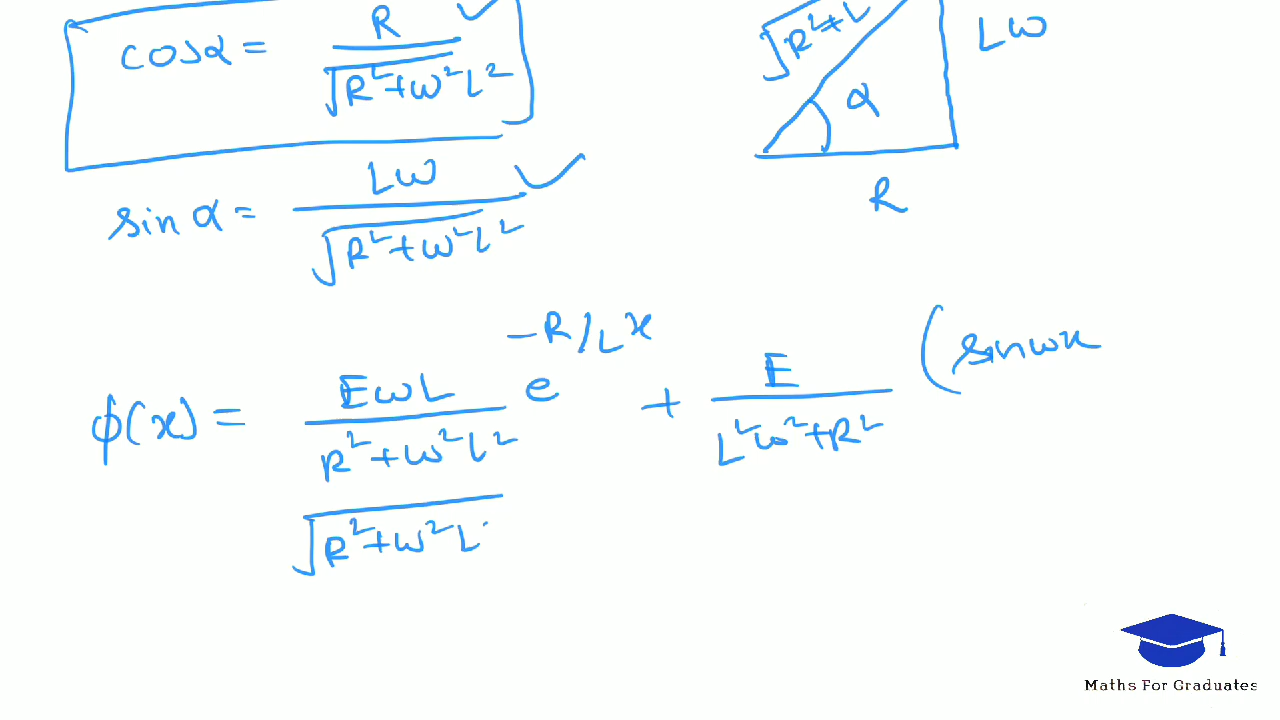 cosα = R / √R²+ω²L²
√R²+L
Lω
α
R
sin α = Lω / √R²+ω²L²
ϕ(x) = EωL / R²+ω²L² e^-R/L x + E / L²ω²+R² (sinωx
√R²+ω²L
Maths For Graduates